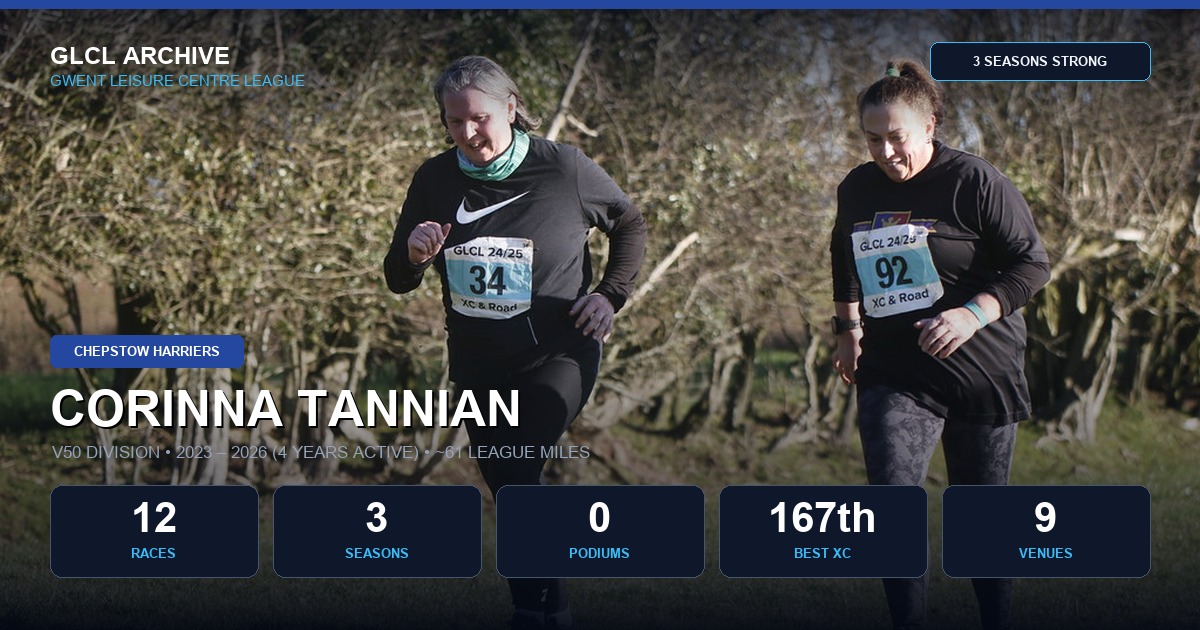 GLCL ARCHIVE
GWENT LEISURE CENTRE LEAGUE
3 SEASONS STRONG
GLCL 24/25
34
XC & Road
GLCL 24/25
92
XC & Road
CHEPSTOW HARRIERS
CORINNA TANNIAN
V50 DIVISION • 2023 – 2026 (4 YEARS ACTIVE) • ~61 LEAGUE MILES
12
RACES
3
SEASONS
0
PODIUMS
167th
BEST XC
9
VENUES